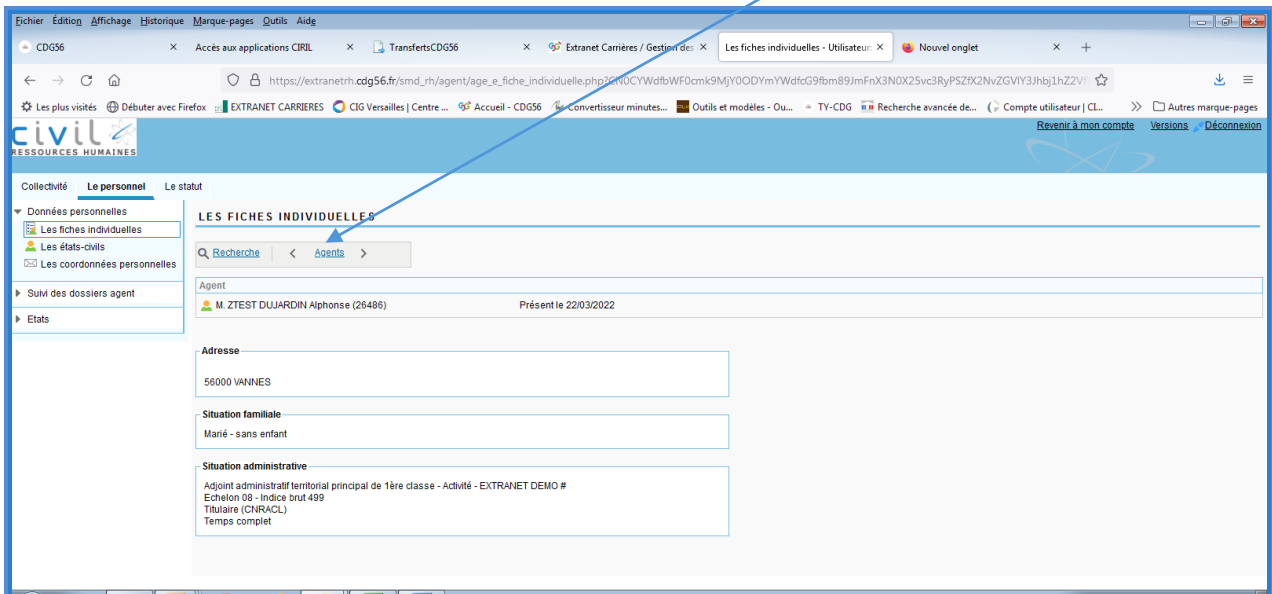 Fichier Édition Affichage Historique Marque-pages Outils Aide
CDG56 × Accès aux applications CIRIL × TransfertsCDG56 × Extranet Carrières / Gestion des × Les fiches individuelles - Utilisateur: × Nouvel onglet × +
https://extranetrh.cdg56.fr/smd_rh/agent/age_e_fiche_individuelle.php
Les plus visités Débuter avec Firefox EXTRANET CARRIERES CIG Versailles | Centre ... Accueil - CDG56 Convertisseur minutes... Outils et modèles - Ou... TY-CDG Recherche avancée de... Compte utilisateur | CI... Autres marque-pages
civil
RESSOURCES HUMAINES
Revenir à mon compte Versions Déconnexion
Collectivité Le personnel Le statut
Données personnelles
Les fiches individuelles
Les états-civils
Les coordonnées personnelles
Suivi des dossiers agent
Etats
LES FICHES INDIVIDUELLES
Recherche < Agents >
Agent
M. ZTEST DUJARDIN Alphonse (26486) Présent le 22/03/2022
Adresse
56000 VANNES
Situation familiale
Marié - sans enfant
Situation administrative
Adjoint administratif territorial principal de 1ère classe - Activité - EXTRANET DEMO #
Echelon 08 - Indice brut 499
Titulaire (CNRACL)
Temps complet